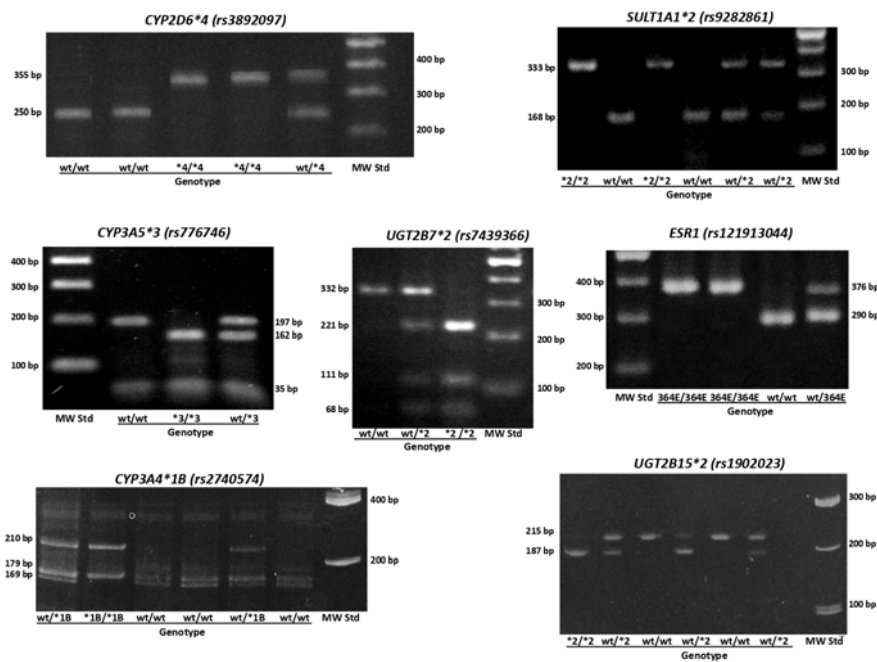 CYP2D6*4 (rs3892097)
355 bp
250 bp
400 bp
300 bp
200 bp
wt/wt wt/wt *4/*4 *4/*4 wt/*4 MW Std
Genotype
SULT1A1*2 (rs9282861)
333 bp
168 bp
300 bp
200 bp
100 bp
*2/*2 wt/wt *2/*2 wt/wt wt/*2 wt/*2 MW Std
Genotype
CYP3A5*3 (rs776746)
400 bp
300 bp
200 bp
100 bp
197 bp
162 bp
35 bp
MW Std wt/wt *3/*3 wt/*3
Genotype
UGT2B7*2 (rs7439366)
332 bp
221 bp
111 bp
68 bp
300 bp
200 bp
100 bp
wt/wt wt/*2 *2/*2 MW Std
Genotype
ESR1 (rs121913044)
400 bp
300 bp
200 bp
376 bp
290 bp
MW Std 364E/364E 364E/364E wt/wt wt/364E
Genotype
CYP3A4*1B (rs2740574)
210 bp
179 bp
169 bp
400 bp
200 bp
wt/*1B *1B/*1B wt/wt wt/wt wt/*1B wt/wt MW Std
Genotype
UGT2B15*2 (rs1902023)
215 bp
187 bp
300 bp
200 bp
100 bp
*2/*2 wt/*2 wt/wt wt/*2 wt/wt wt/*2 MW Std
Genotype